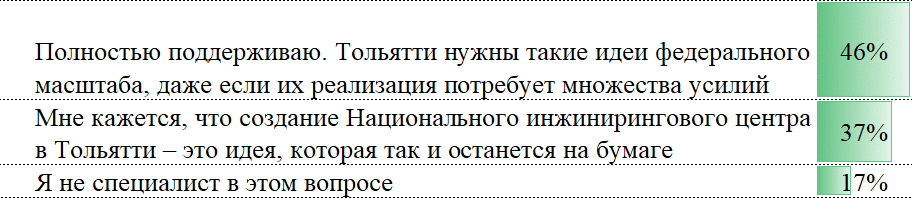 Полностью поддерживаю. Тольятти нужны такие идеи федерального 46%
масштаба, даже если их реализация потребует множества усилий
Мне кажется, что создание Национального инжинирингового центра 37%
в Тольятти – это идея, которая так и останется на бумаге
Я не специалист в этом вопросе 17%